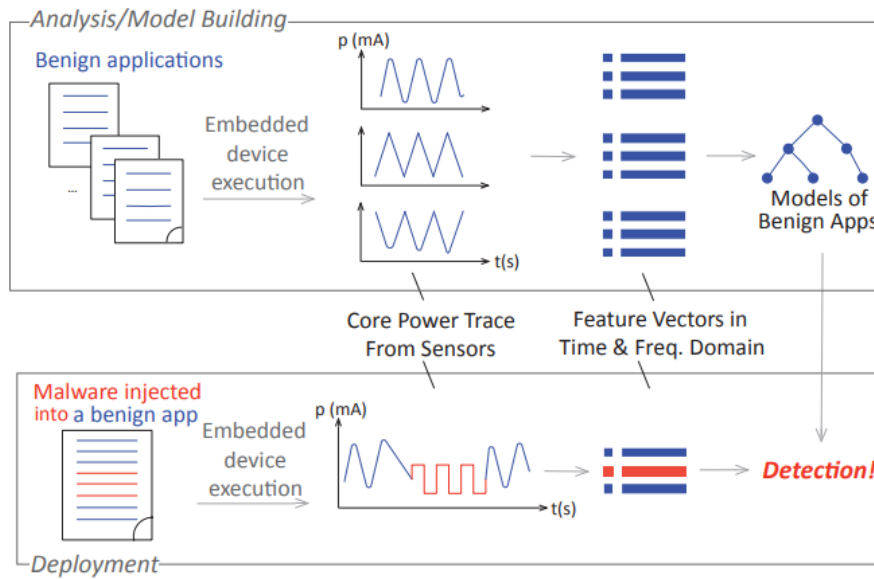 Analysis/Model Building
Benign applications
...
Embedded
device
execution
p (mA)
t(s)
Models of
Benign Apps
Core Power Trace
From Sensors
Feature Vectors in
Time & Freq. Domain
Malware injected
into a benign app
Embedded
device
execution
p (mA)
t(s)
Detection!
Deployment